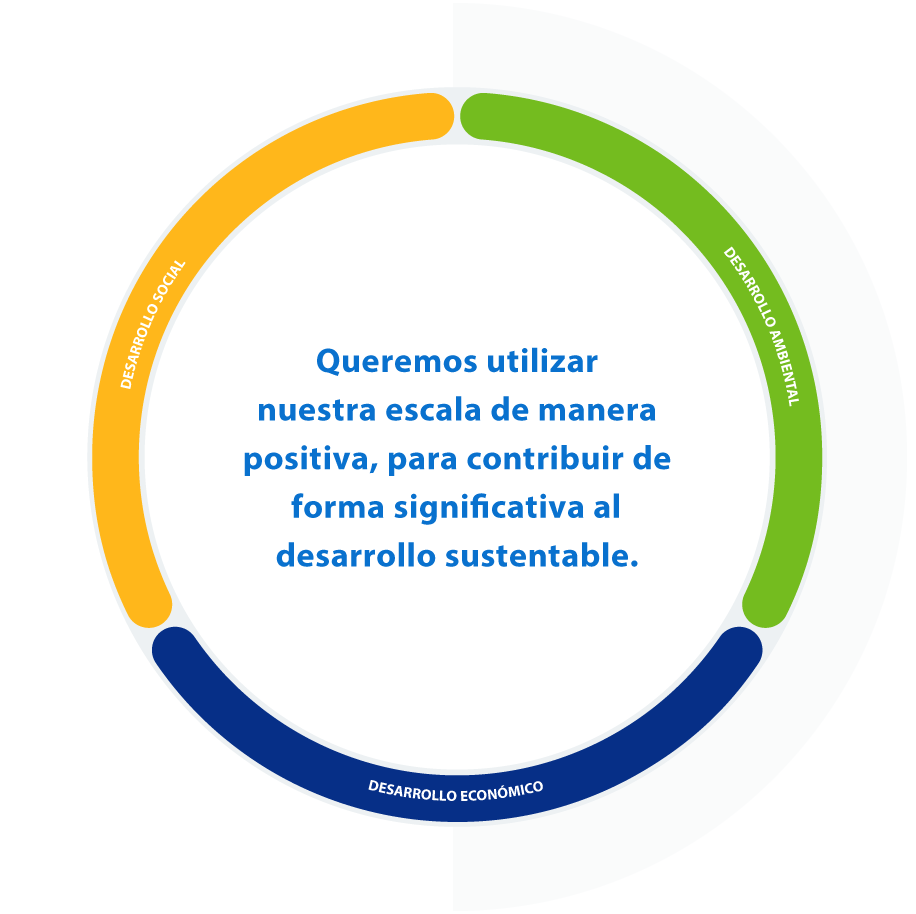 DESARROLLO SOCIAL
DESARROLLO AMBIENTAL
Queremos utilizar
nuestra escala de manera
positiva, para contribuir de
forma significativa al
desarrollo sustentable.
DESARROLLO ECONÓMICO